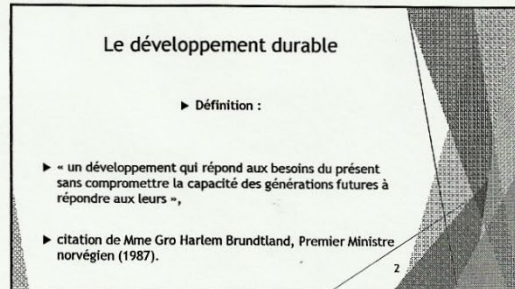 Le développement durable
▶ Définition :
▶ « un développement qui répond aux besoins du présent
sans compromettre la capacité des générations futures à
répondre aux leurs »,
▶ citation de Mme Gro Harlem Brundtland, Premier Ministre
norvégien (1987).
2